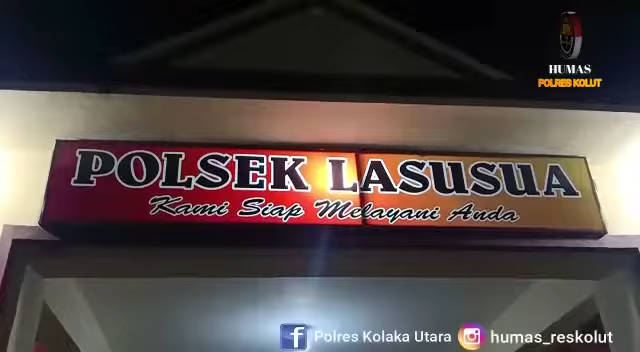 HUMAS
POLRES KOLUT
POLSEK LASUSUA
Kami Siap Melayani Anda
Polres Kolaka Utara humas_reskolut